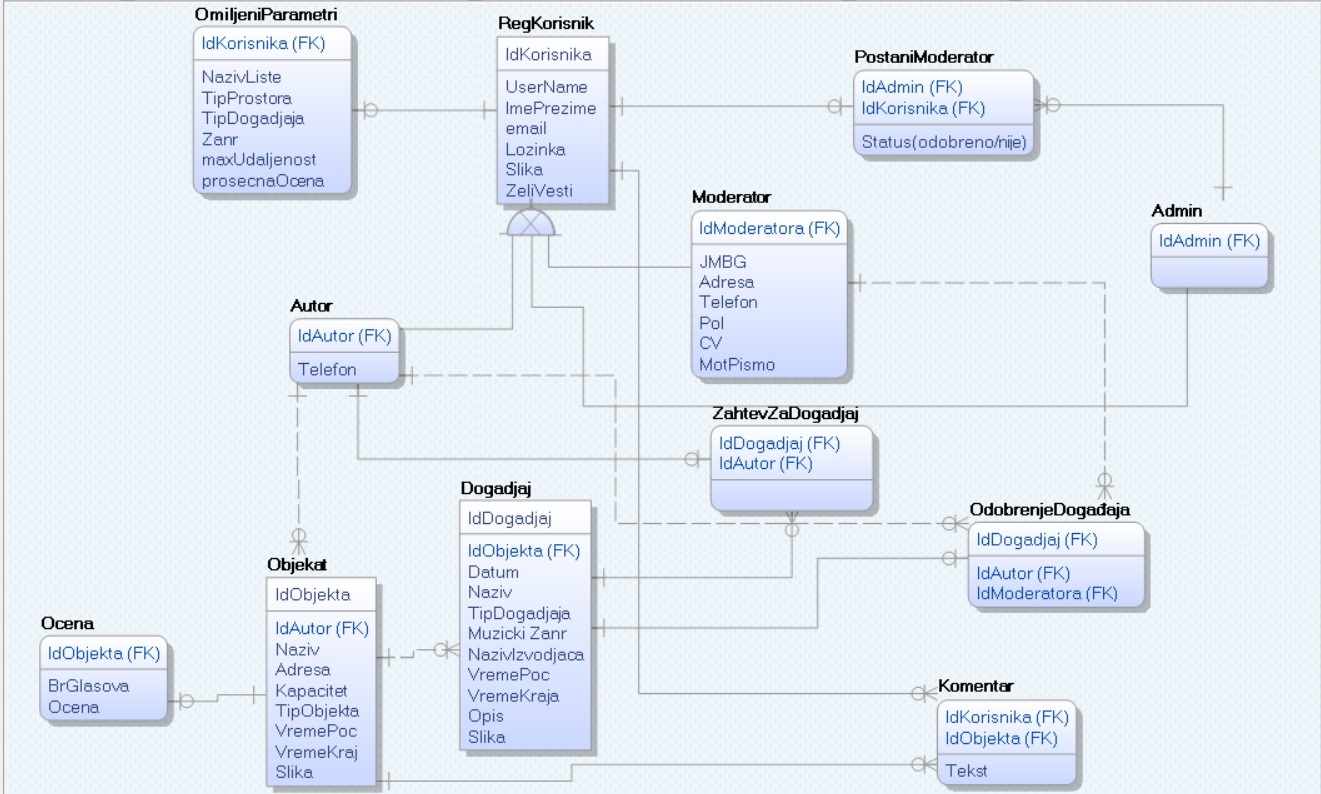 OmiljeniParametri
IdKorisnika (FK)
NazivListe
TipProstora
TipDogadjaja
Zanr
maxUdaljenost
prosecnaOcena
RegKorisnik
IdKorisnika
UserName
ImePrezime
email
Lozinka
Slika
ZeliVesti
PostaniModerator
IdAdmin (FK)
IdKorisnika (FK)
Status(odobreno/nije)
Moderator
IdModeratora (FK)
JMBG
Adresa
Telefon
Pol
CV
MotPismo
Admin
IdAdmin (FK)
Autor
IdAutor (FK)
Telefon
ZahtevZaDogadjaj
IdDogadjaj (FK)
IdAutor (FK)
Dogadjaj
IdDogadjaj
IdObjekta (FK)
Datum
Naziv
TipDogadjaja
Muzicki Zanr
NazivIzvodjaca
VremePoc
VremeKraja
Opis
Slika
OdobrenjeDogađaja
IdDogadjaj (FK)
IdAutor (FK)
IdModeratora (FK)
Objekat
IdObjekta
IdAutor (FK)
Naziv
Adresa
Kapacitet
TipObjekta
VremePoc
VremeKraj
Slika
Ocena
IdObjekta (FK)
BrGlasova
Ocena
Komentar
IdKorisnika (FK)
IdObjekta (FK)
Tekst